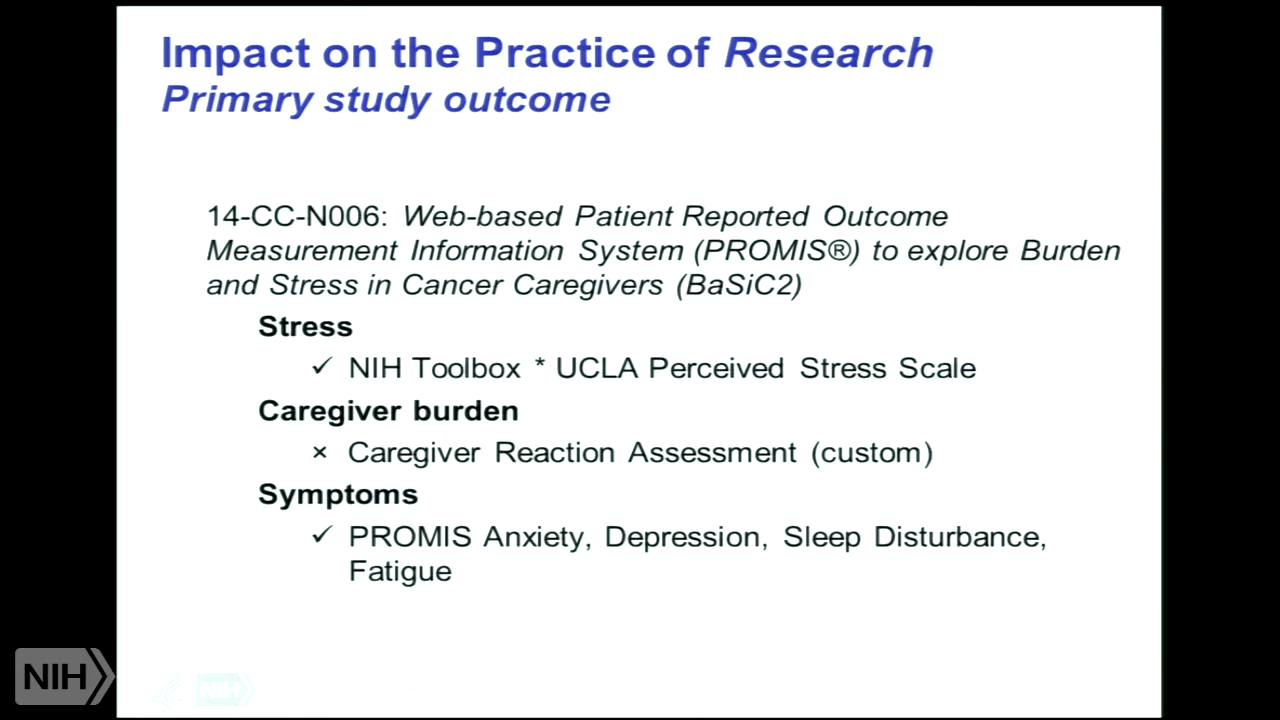 Impact on the Practice of Research
Primary study outcome
14-CC-N006: Web-based Patient Reported Outcome
Measurement Information System (PROMIS®) to explore Burden
and Stress in Cancer Caregivers (BaSiC2)
Stress
✓ NIH Toolbox * UCLA Perceived Stress Scale
Caregiver burden
× Caregiver Reaction Assessment (custom)
Symptoms
✓ PROMIS Anxiety, Depression, Sleep Disturbance,
Fatigue
NIH
NIH